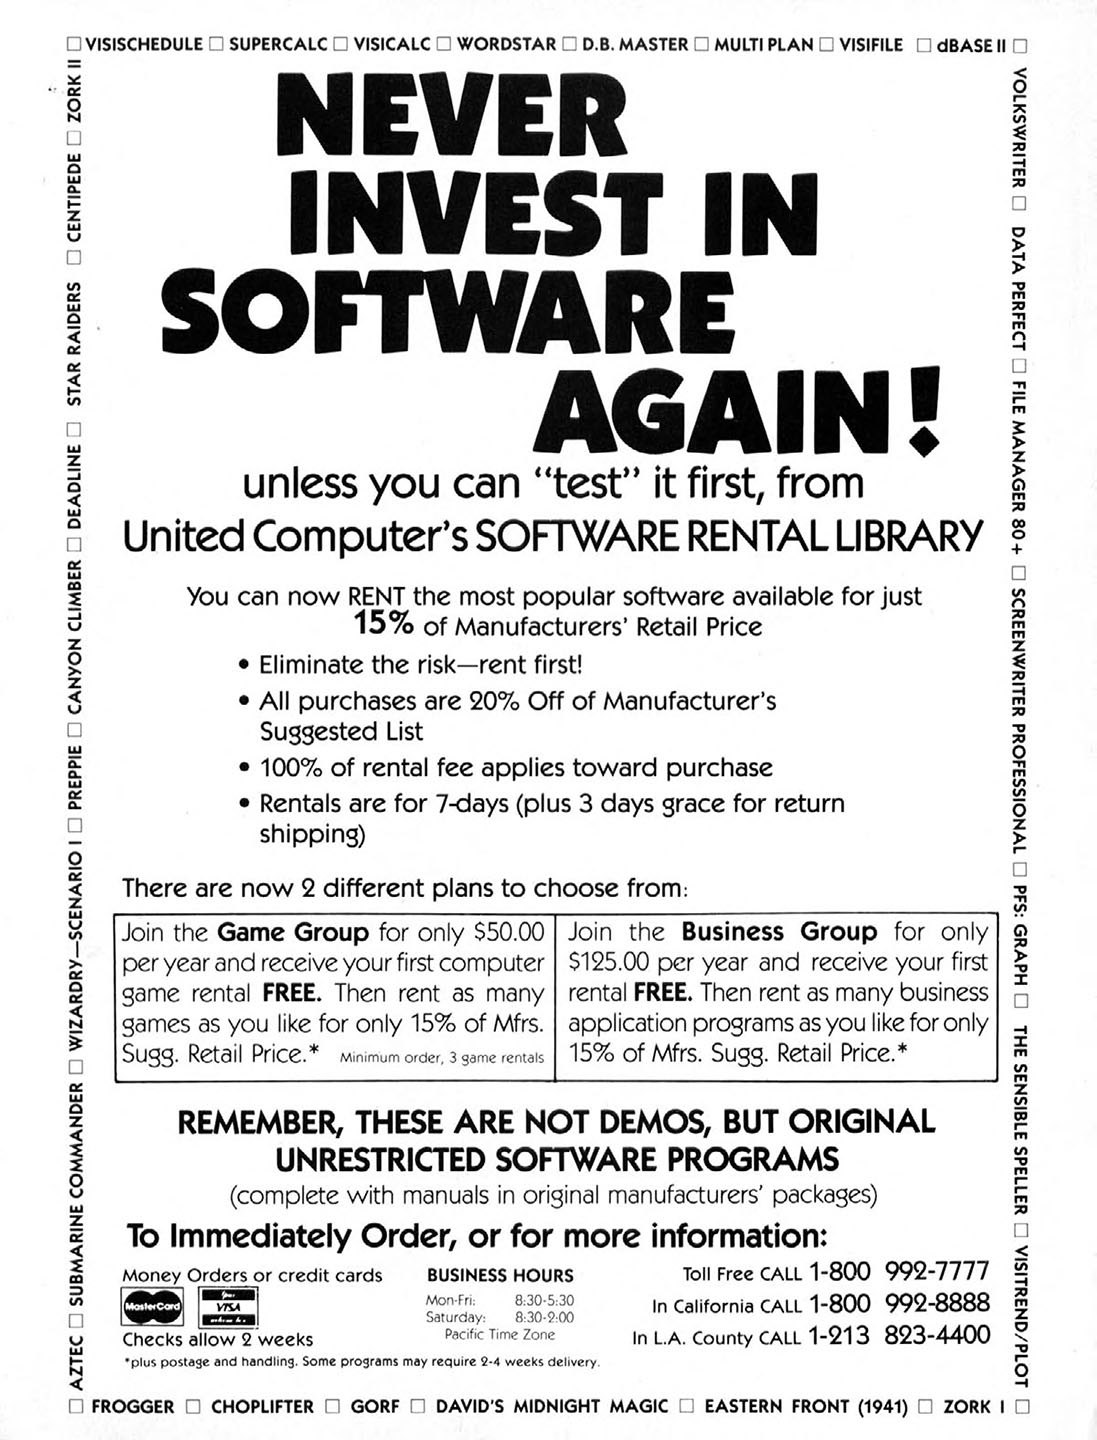 □ VISISCHEDULE □ SUPERCALC □ VISICALC □ WORDSTAR □ D.B. MASTER □ MULTI PLAN □ VISIFILE □ dBASE II □
VOLKSWRITER □ DATA PERFECT □ FILE MANAGER 80+ □ SCREENWRITER PROFESSIONAL □ PFS: GRAPH □ THE SENSIBLE SPELLER □ VISITREND/PLOT
AZTEC □ SUBMARINE COMMANDER □ WIZARDRY—SCENARIO I □ PREPPIE □ CANYON CLIMBER □ DEADLINE □ STAR RAIDERS □ CENTIPEDE □ ZORK II
NEVER
INVEST IN
SOFTWARE
AGAIN!
unless you can “test” it first, from
United Computer's SOFTWARE RENTAL LIBRARY
You can now RENT the most popular software available for just
15% of Manufacturers' Retail Price
• Eliminate the risk—rent first!
• All purchases are 20% Off of Manufacturer's
Suggested List
• 100% of rental fee applies toward purchase
• Rentals are for 7-days (plus 3 days grace for return
shipping)
There are now 2 different plans to choose from:
Join the Game Group for only $50.00
per year and receive your first computer
game rental FREE. Then rent as many
games as you like for only 15% of Mfrs.
Sugg. Retail Price.* Minimum order, 3 game rentals
Join the Business Group for only
$125.00 per year and receive your first
rental FREE. Then rent as many business
application programs as you like for only
15% of Mfrs. Sugg. Retail Price.*
REMEMBER, THESE ARE NOT DEMOS, BUT ORIGINAL
UNRESTRICTED SOFTWARE PROGRAMS
(complete with manuals in original manufacturers' packages)
To Immediately Order, or for more information:
Money Orders or credit cards
MasterCard
VISA
Checks allow 2 weeks
BUSINESS HOURS
Mon-Fri: 8:30-5:30
Saturday: 8:30-2:00
Pacific Time Zone
Toll Free CALL 1-800 992-7777
In California CALL 1-800 992-8888
In L.A. County CALL 1-213 823-4400
*plus postage and handling. Some programs may require 2-4 weeks delivery.
□ FROGGER □ CHOPLIFTER □ GORF □ DAVID'S MIDNIGHT MAGIC □ EASTERN FRONT (1941) □ ZORK I □